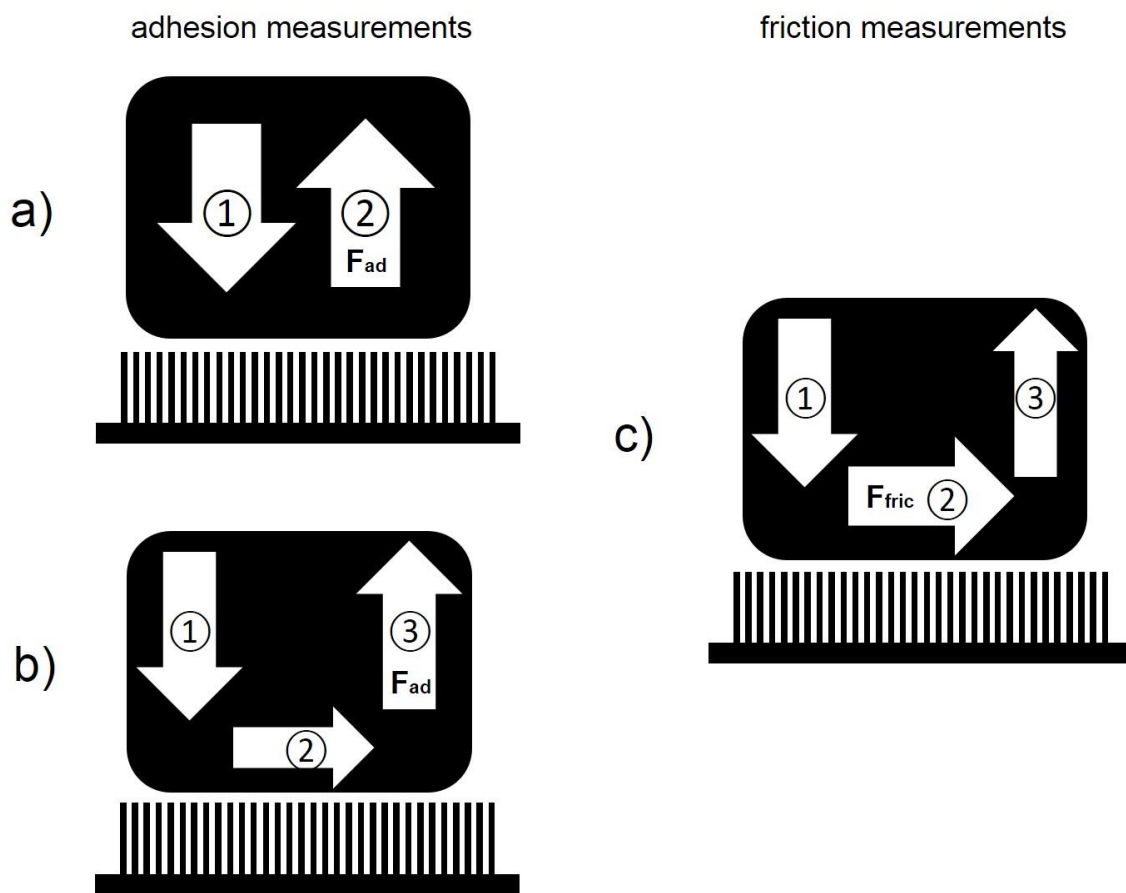 adhesion measurements
friction measurements
a)
①
②
Fad
b)
①
②
③
Fad
c)
①
Ffric ②
③